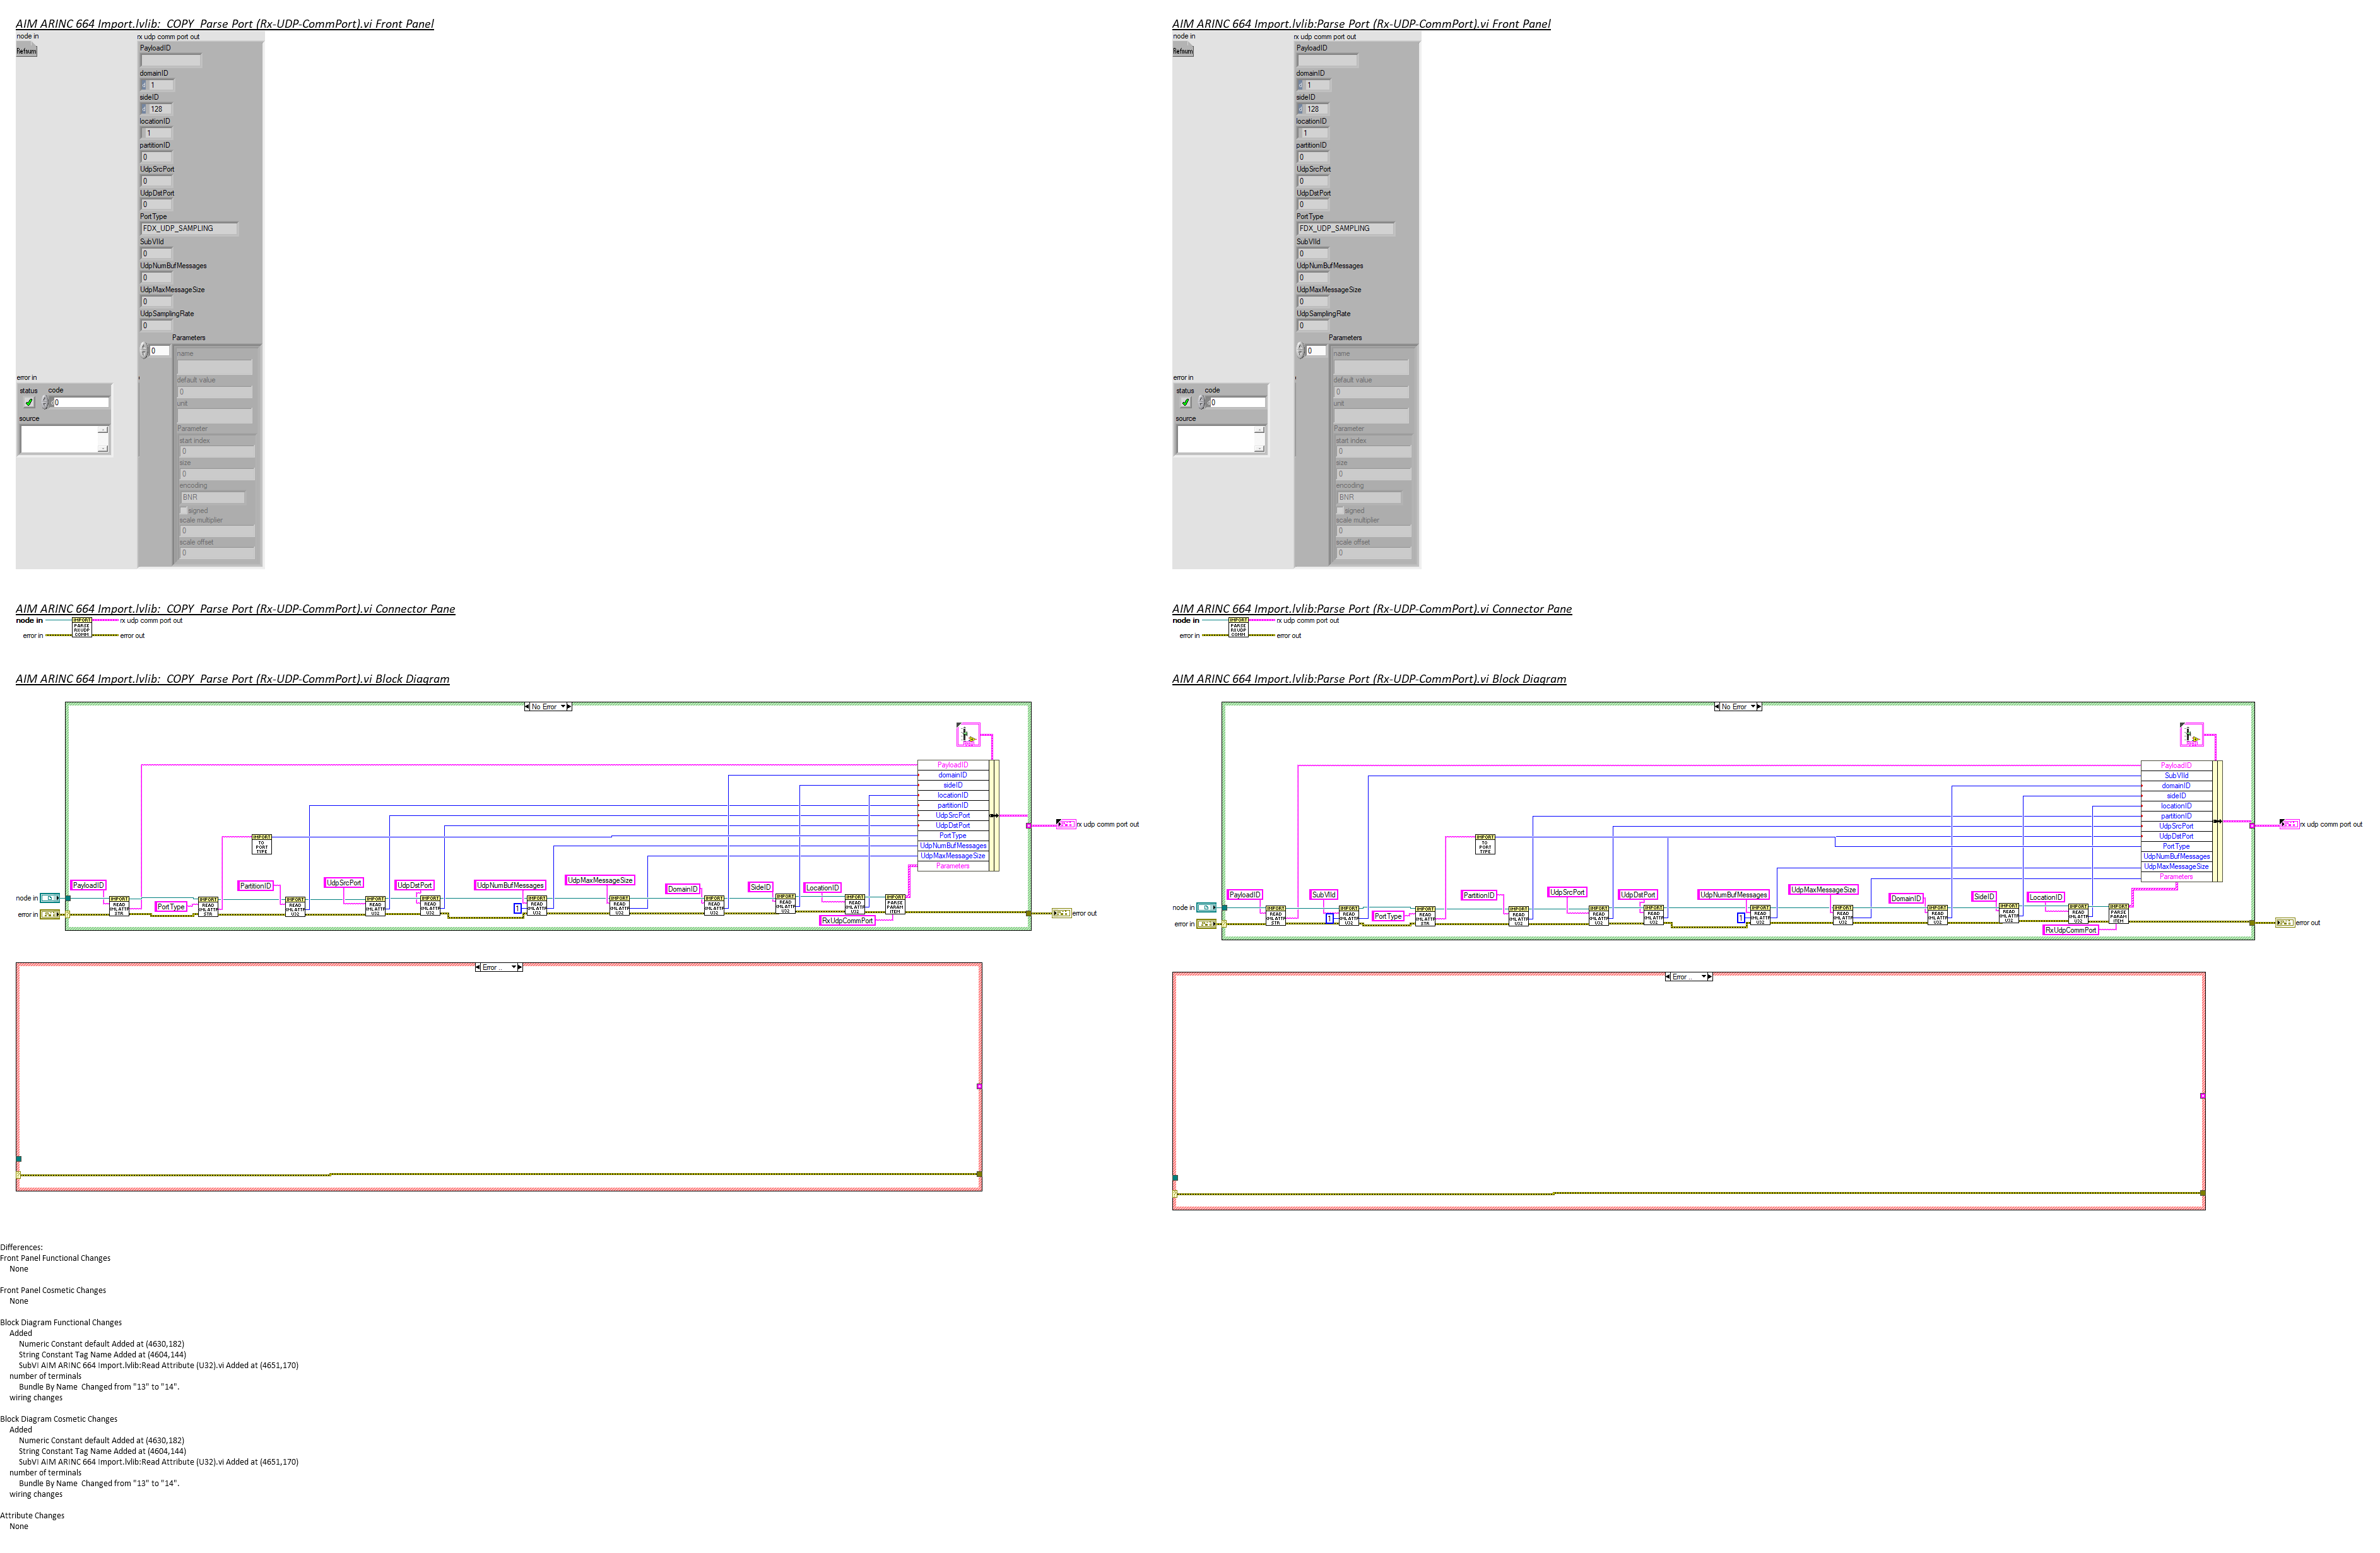 AIM ARINC 664 Import.lvlib:_COPY_Parse Port (Rx-UDP-CommPort).vi Front Panel
node in
Refnum
rx udp comm port out
PayloadID
domainID
1
sideID
128
locationID
1
partitionID
0
UdpSrcPort
0
UdpDstPort
0
PortType
FDX_UDP_SAMPLING
SubVlId
0
UdpNumBufMessages
0
UdpMaxMessageSize
0
UdpSamplingRate
0
Parameters
0
name
default value
0
unit
Parameter
start index
0
size
0
encoding
BNR
signed
scale multiplier
0
scale offset
0
error in
status code
0
source
AIM ARINC 664 Import.lvlib:Parse Port (Rx-UDP-CommPort).vi Front Panel
node in
Refnum
rx udp comm port out
PayloadID
domainID
1
sideID
128
locationID
1
partitionID
0
UdpSrcPort
0
UdpDstPort
0
PortType
FDX_UDP_SAMPLING
SubVlId
0
UdpNumBufMessages
0
UdpMaxMessageSize
0
UdpSamplingRate
0
Parameters
0
name
default value
0
unit
Parameter
start index
0
size
0
encoding
BNR
signed
scale multiplier
0
scale offset
0
error in
status code
0
source
AIM ARINC 664 Import.lvlib:_COPY_Parse Port (Rx-UDP-CommPort).vi Connector Pane
node in
IMPORT
PARSE
RXUDP
COMM
rx udp comm port out
error in
error out
AIM ARINC 664 Import.lvlib:Parse Port (Rx-UDP-CommPort).vi Connector Pane
node in
IMPORT
PARSE
RXUDP
COMM
rx udp comm port out
error in
error out
AIM ARINC 664 Import.lvlib:_COPY_Parse Port (Rx-UDP-CommPort).vi Block Diagram
No Error
PayloadID
domainID
sideID
locationID
partitionID
UdpSrcPort
UdpDstPort
PortType
UdpNumBufMessages
UdpMaxMessageSize
Parameters
rx udp comm port out
IMPORT
TO
PORT
TYPE
PayloadID
PortType
PartitionID
UdpSrcPort
UdpDstPort
UdpNumBufMessages
1
UdpMaxMessageSize
DomainID
SideID
LocationID
RxUdpCommPort
node in
error in
error out
Error
AIM ARINC 664 Import.lvlib:Parse Port (Rx-UDP-CommPort).vi Block Diagram
No Error
PayloadID
SubVlId
domainID
sideID
locationID
partitionID
UdpSrcPort
UdpDstPort
PortType
UdpNumBufMessages
UdpMaxMessageSize
Parameters
rx udp comm port out
IMPORT
TO
PORT
TYPE
PayloadID
SubVlId
1
PortType
PartitionID
UdpSrcPort
UdpDstPort
UdpNumBufMessages
1
UdpMaxMessageSize
DomainID
SideID
LocationID
RxUdpCommPort
node in
error in
error out
Error
Differences:
Front Panel Functional Changes
None
Front Panel Cosmetic Changes
None
Block Diagram Functional Changes
Added
Numeric Constant default Added at (4630,182)
String Constant Tag Name Added at (4604,144)
SubVI AIM ARINC 664 Import.lvlib:Read Attribute (U32).vi Added at (4651,170)
number of terminals
Bundle By Name Changed from "13" to "14".
wiring changes
Block Diagram Cosmetic Changes
Added
Numeric Constant default Added at (4630,182)
String Constant Tag Name Added at (4604,144)
SubVI AIM ARINC 664 Import.lvlib:Read Attribute (U32).vi Added at (4651,170)
number of terminals
Bundle By Name Changed from "13" to "14".
wiring changes
Attribute Changes
None